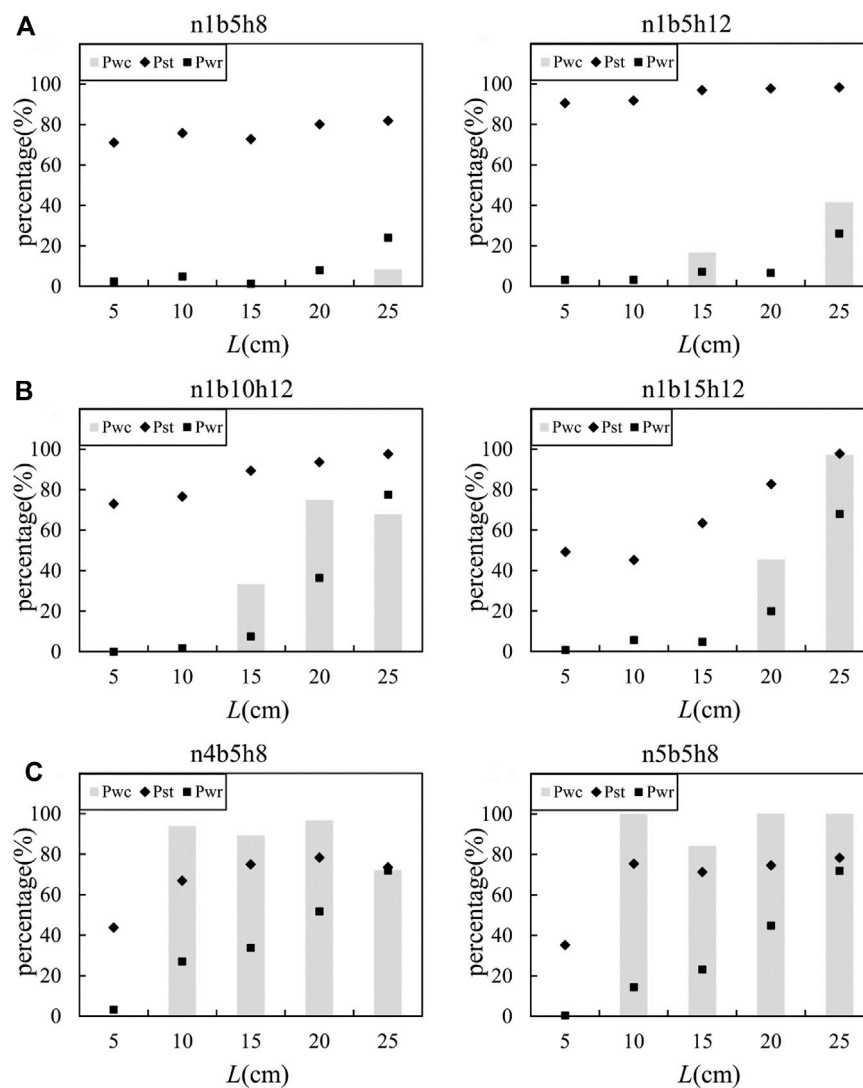 A
n1b5h8
Pwc Pst Pwr
percentage(%)
100
80
60
40
20
0
5 10 15 20 25
L(cm)
n1b5h12
Pwc Pst Pwr
percentage(%)
100
80
60
40
20
0
5 10 15 20 25
L(cm)
B
n1b10h12
Pwc Pst Pwr
percentage(%)
100
80
60
40
20
0
5 10 15 20 25
L(cm)
n1b15h12
Pwc Pst Pwr
percentage(%)
100
80
60
40
20
0
5 10 15 20 25
L(cm)
C
n4b5h8
Pwc Pst Pwr
percentage(%)
100
80
60
40
20
0
5 10 15 20 25
L(cm)
n5b5h8
Pwc Pst Pwr
percentage(%)
100
80
60
40
20
0
5 10 15 20 25
L(cm)